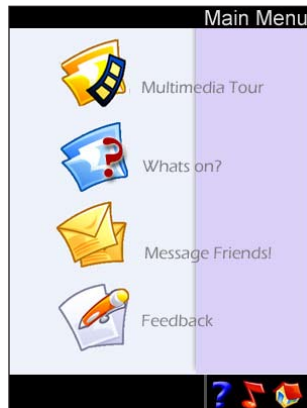 Main Menu
Multimedia Tour
?
Whats on?
Message Friends!
Feedback
?